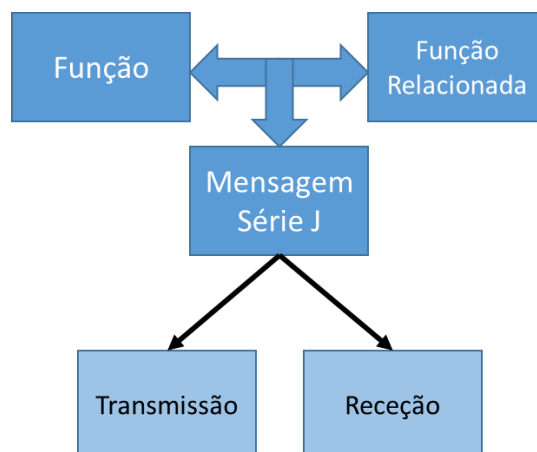 Função
Função
Relacionada
Mensagem
Série J
Transmissão
Receção